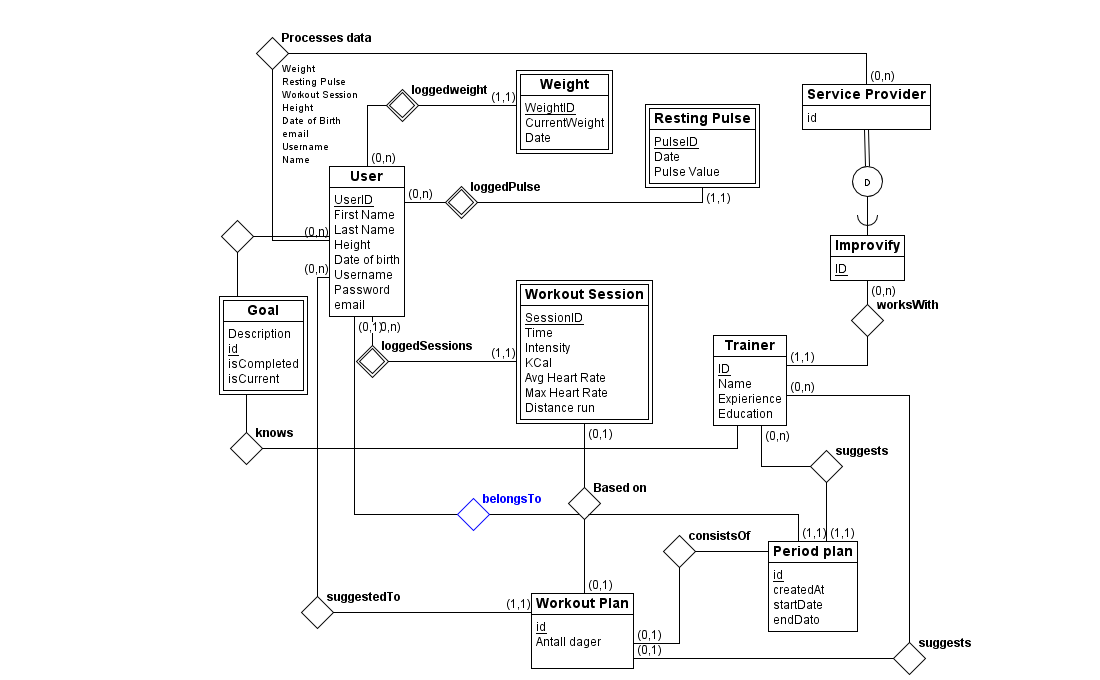 Processes data
Weight
Resting Pulse
Workout Session
Height
Date of Birth
email
Username
Name
loggedweight
(1,1)
Weight
WeightID
CurrentWeight
Date
(0,n)
Service Provider
id
Resting Pulse
PulseID
Date
Pulse Value
(1,1)
(0,n)
User
UserID
First Name
Last Name
Height
Date of birth
Username
Password
email
(0,n)
loggedPulse
D
(0,n)
(0,n)
Improvify
ID
(0,n)
worksWith
Goal
Description
id
isCompleted
isCurrent
(0,1)
0,n)
loggedSessions
(1,1)
Workout Session
SessionID
Time
Intensity
KCal
Avg Heart Rate
Max Heart Rate
Distance run
(0,1)
Trainer
ID
Name
Expierience
Education
(1,1)
(0,n)
(0,n)
knows
suggests
belongsTo
Based on
consistsOf
(1,1)
(1,1)
Period plan
id
createdAt
startDate
endDato
(0,1)
suggestedTo
(1,1)
Workout Plan
id
Antall dager
(0,1)
(0,1)
suggests